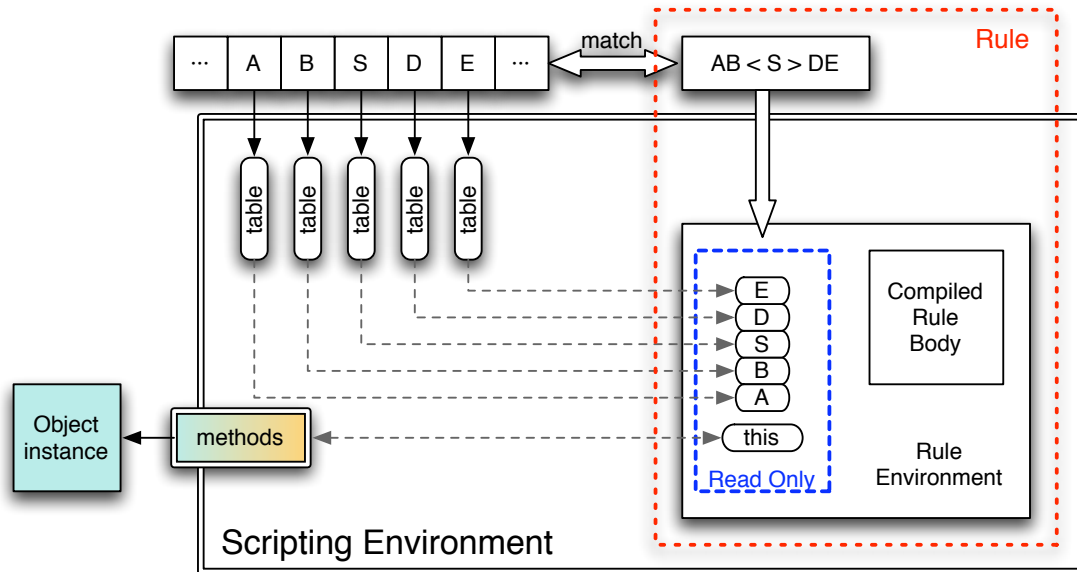 Rule
match
... A B S D E ...
AB < S > DE
table table table table table
E
D
S
B
A
this
Read Only
Compiled
Rule
Body
Rule
Environment
Object
instance
methods
Scripting Environment